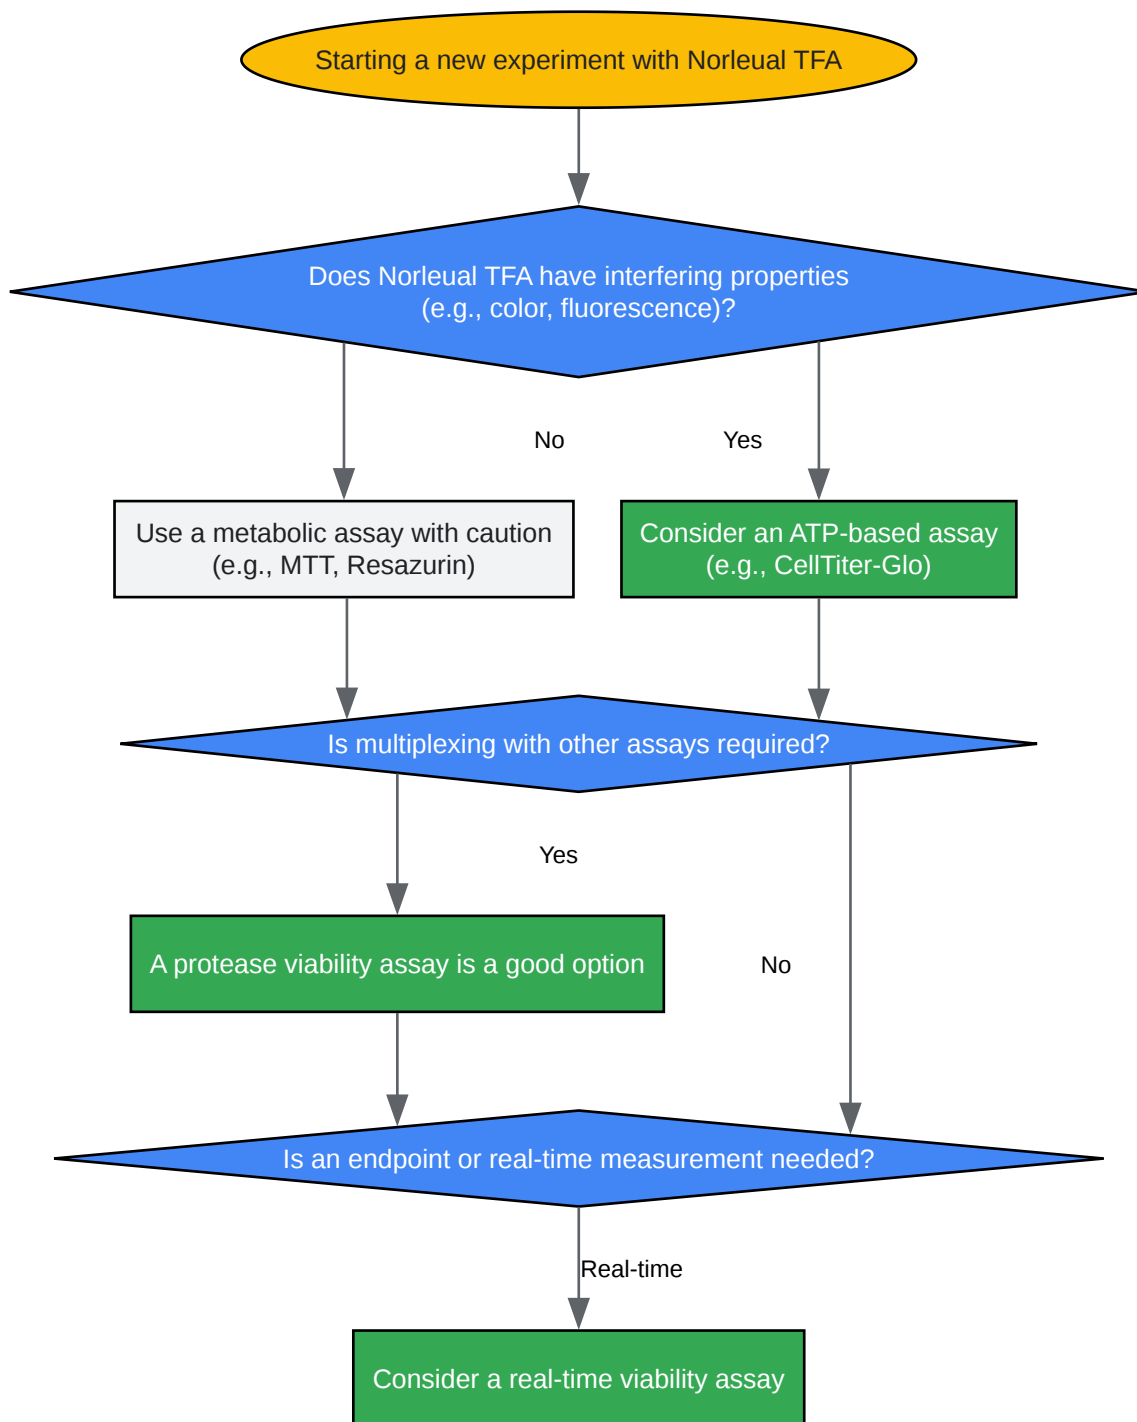 Starting a new experiment with Norleual TFA
Does Norleual TFA have interfering properties
(e.g., color, fluorescence)?
No
Yes
Use a metabolic assay with caution
(e.g., MTT, Resazurin)
Consider an ATP-based assay
(e.g., CellTiter-Glo)
Is multiplexing with other assays required?
Yes
A protease viability assay is a good option
No
Is an endpoint or real-time measurement needed?
Real-time
Consider a real-time viability assay